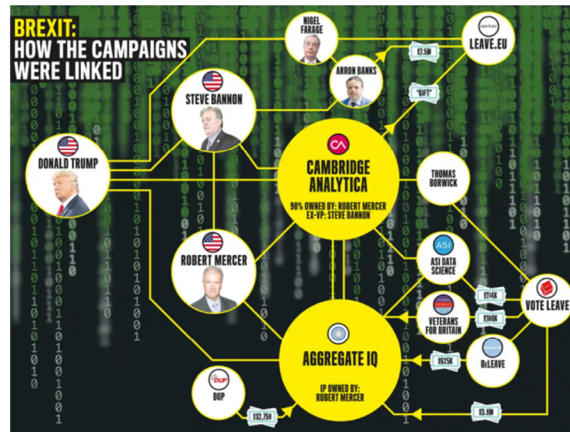 BREXIT:
HOW THE CAMPAIGNS
WERE LINKED
NIGEL
FARAGE
LEAVE.EU
£7.5M
ARRON BANKS
STEVE BANNON
"GIFT"
DONALD TRUMP
CA
CAMBRIDGE
ANALYTICA
90% OWNED BY: ROBERT MERCER
EX-VP: STEVE BANNON
THOMAS
BORWICK
ROBERT MERCER
ASI
ASI DATA
SCIENCE
£114K
VOTE LEAVE
VETERANS
FOR BRITAIN
£100K
AGGREGATE IQ
IP OWNED BY:
ROBERT MERCER
£625K
BeLEAVE
DUP
DUP
£32,750
£3.9M